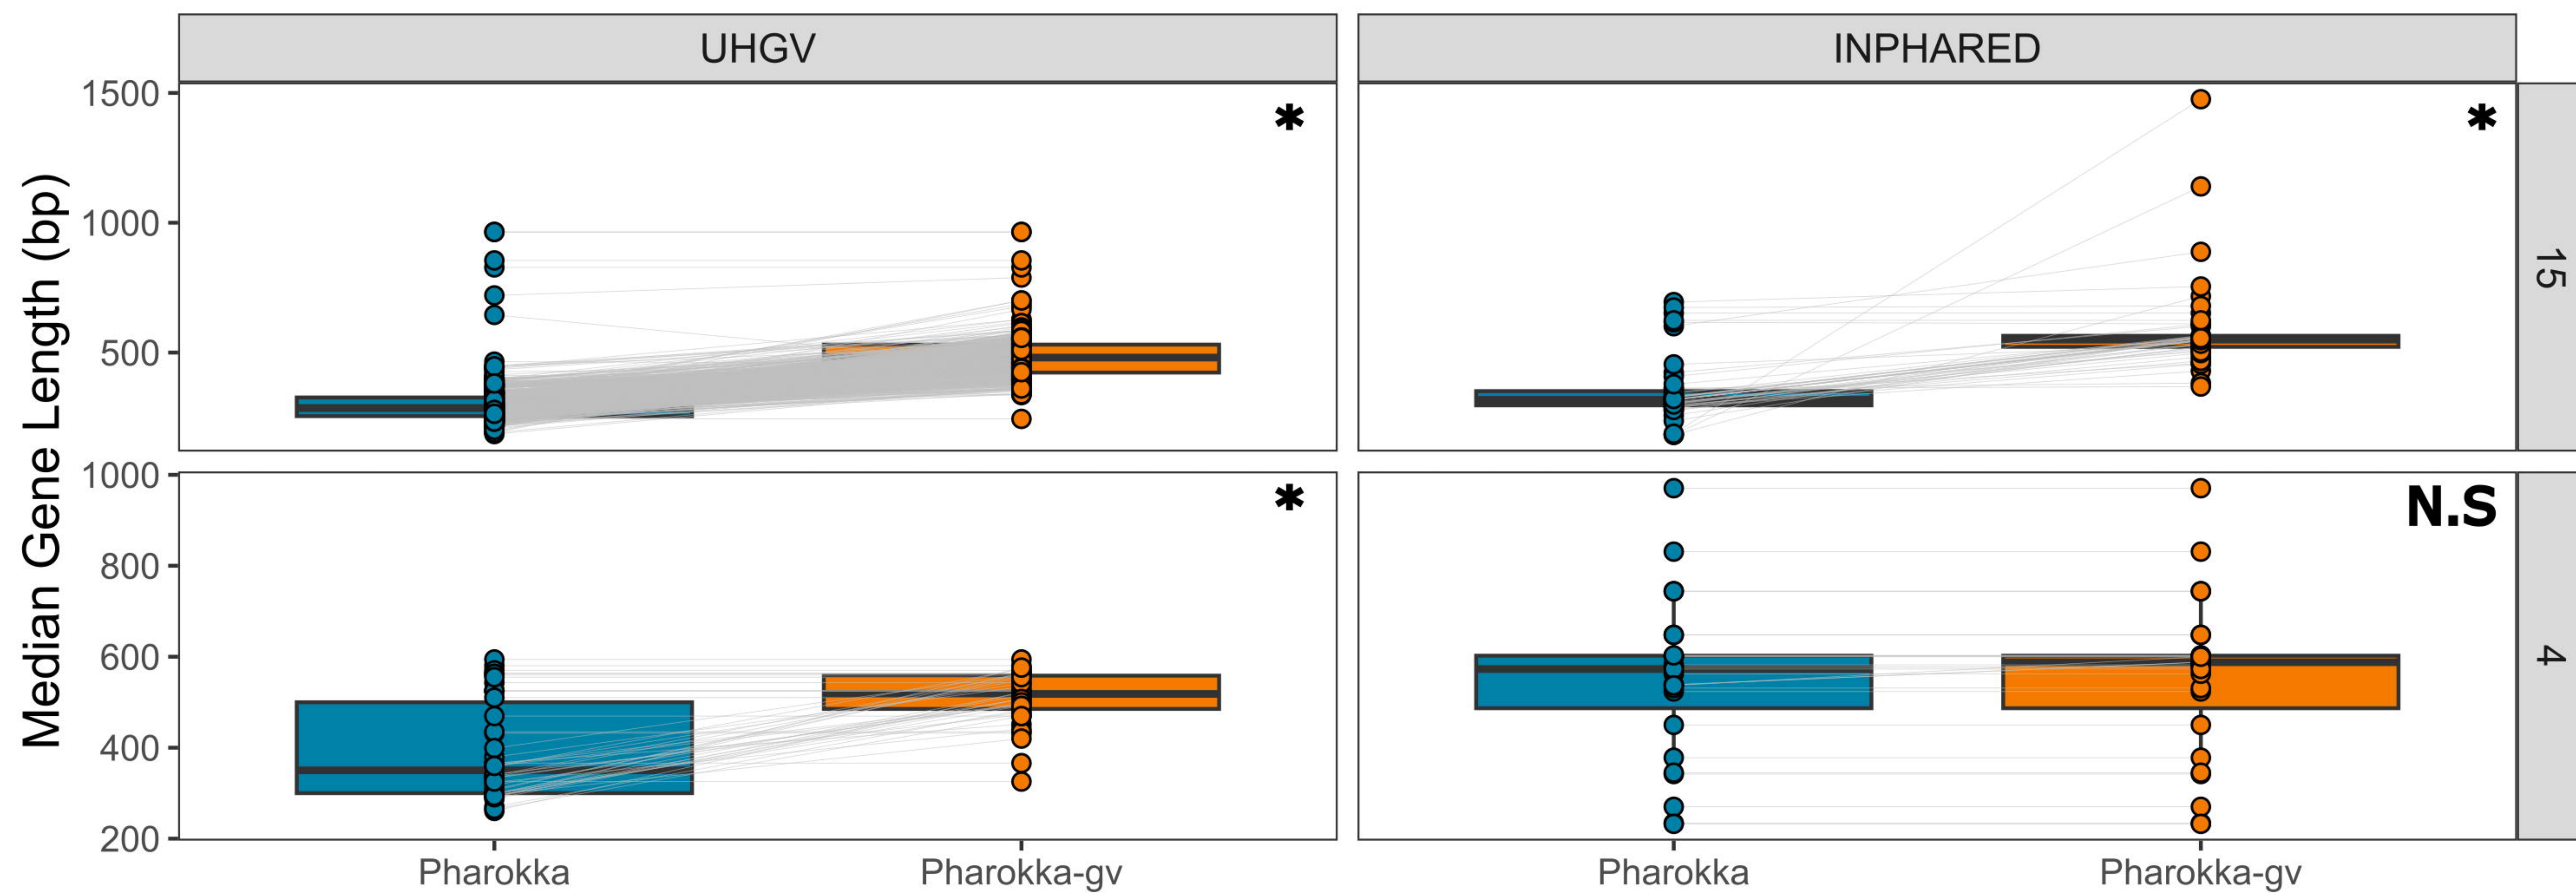 UHGV
INPHARED
Median Gene Length (bp)
1500
1000
500
*
*
15
1000
800
600
400
200
*
N.S
4
Pharokka
Pharokka-gv
Pharokka
Pharokka-gv